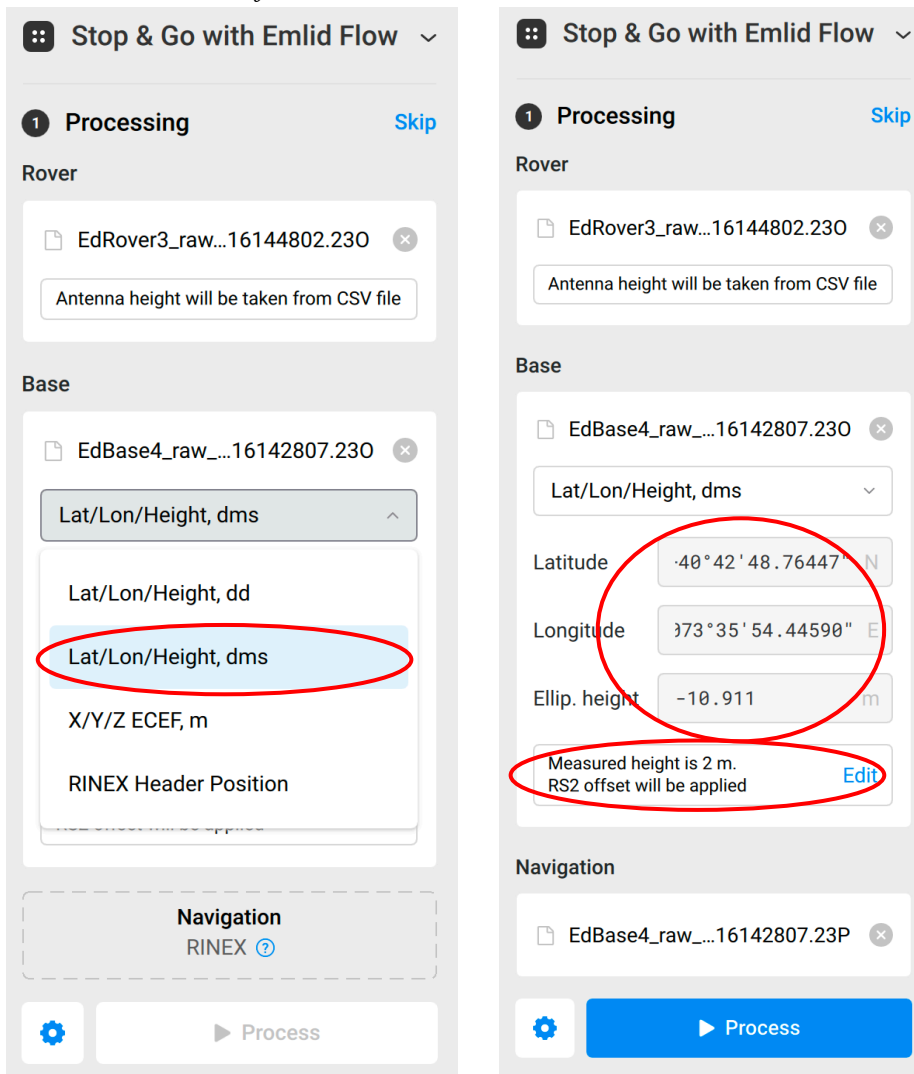 Stop & Go with Emlid Flow
1 Processing Skip
Rover
EdRover3_raw...16144802.23O
Antenna height will be taken from CSV file
Base
EdBase4_raw_...16142807.23O
Lat/Lon/Height, dms
Lat/Lon/Height, dd
Lat/Lon/Height, dms
X/Y/Z ECEF, m
RINEX Header Position
Navigation
RINEX ?
Process
Stop & Go with Emlid Flow
1 Processing Skip
Rover
EdRover3_raw...16144802.23O
Antenna height will be taken from CSV file
Base
EdBase4_raw_...16142807.23O
Lat/Lon/Height, dms
Latitude 40°42'48.76447" N
Longitude 73°35'54.44590" E
Ellip. height -10.911 m
Measured height is 2 m.
RS2 offset will be applied Edit
Navigation
EdBase4_raw_...16142807.23P
Process